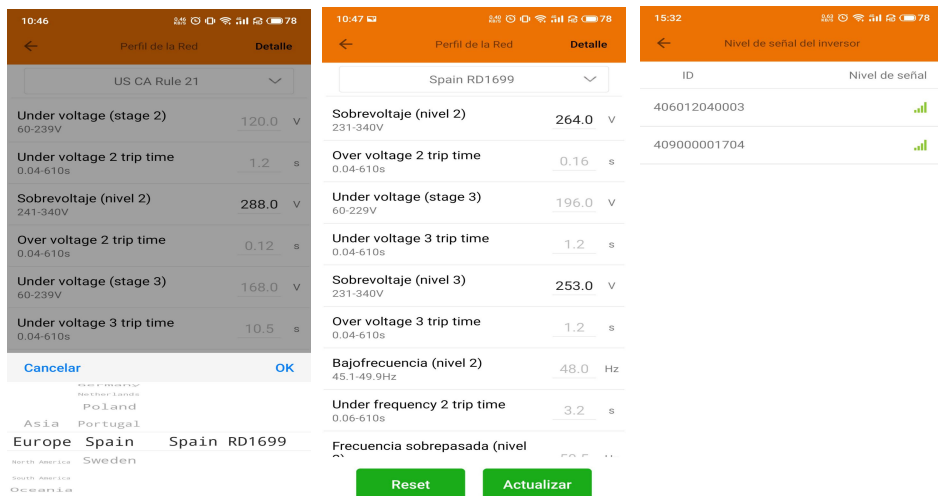 10:46
78
Perfil de la Red
Detalle
US CA Rule 21
Under voltage (stage 2)
60-239V
120.0 V
Under voltage 2 trip time
0.04-610s
1.2 s
Sobrevoltaje (nivel 2)
241-340V
288.0 V
Over voltage 2 trip time
0.04-610s
0.12 s
Under voltage (stage 3)
60-239V
168.0 V
Under voltage 3 trip time
0.04-610s
10.5 s
Cancelar
OK
Germany
Netherlands
Poland
Asia Portugal
Europe Spain Spain RD1699
North America Sweden
South America
Oceania
10:47
78
Perfil de la Red
Detalle
Spain RD1699
Sobrevoltaje (nivel 2)
231-340V
264.0 V
Over voltage 2 trip time
0.04-610s
0.16 s
Under voltage (stage 3)
60-229V
196.0 V
Under voltage 3 trip time
0.04-610s
1.2 s
Sobrevoltaje (nivel 3)
231-340V
253.0 V
Over voltage 3 trip time
0.04-610s
1.2 s
Bajofrecuencia (nivel 2)
45.1-49.9Hz
48.0 Hz
Under frequency 2 trip time
0.06-610s
3.2 s
Frecuencia sobrepasada (nivel
Reset
Actualizar
15:32
78
Nivel de señal del inversor
ID
Nivel de señal
406012040003
409000001704